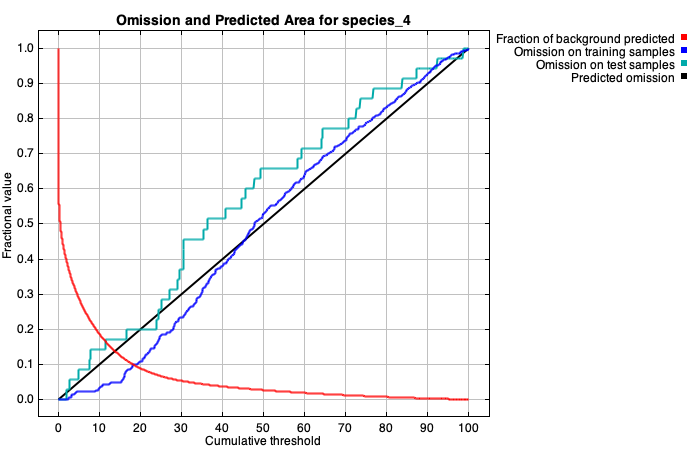 Omission and Predicted Area for species_4
Fraction of background predicted
Omission on training samples
Omission on test samples
Predicted omission
Fractional value
1.0
0.9
0.8
0.7
0.6
0.5
0.4
0.3
0.2
0.1
0.0
0 10 20 30 40 50 60 70 80 90 100
Cumulative threshold